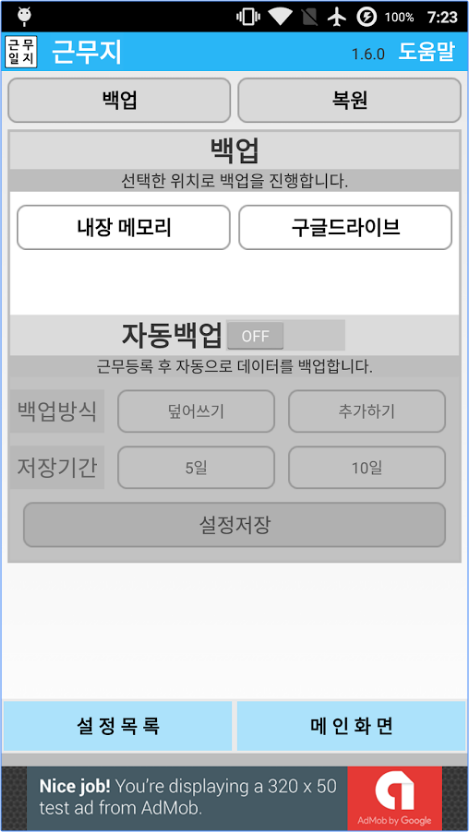 100% 7:23
근무
일지 근무지 1.6.0 도움말
백업 복원
백업
선택한 위치로 백업을 진행합니다.
내장 메모리 구글드라이브
자동백업 OFF
근무등록 후 자동으로 데이터를 백업합니다.
백업방식 덮어쓰기 추가하기
저장기간 5일 10일
설정저장
설 정 목 록 메 인 화 면
Nice job! You're displaying a 320 x 50
test ad from AdMob.
AdMob by Google